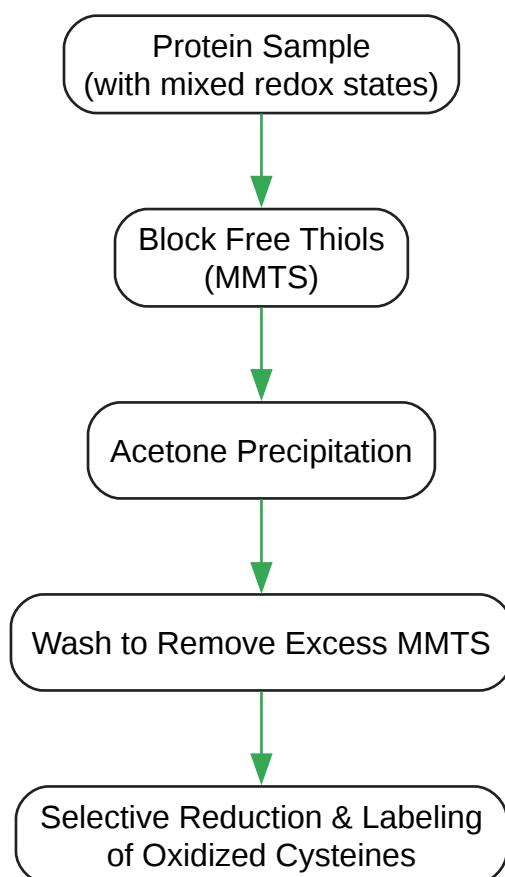 Protein Sample
(with mixed redox states)
Block Free Thiols
(MMTS)
Acetone Precipitation
Wash to Remove Excess MMTS
Selective Reduction & Labeling
of Oxidized Cysteines